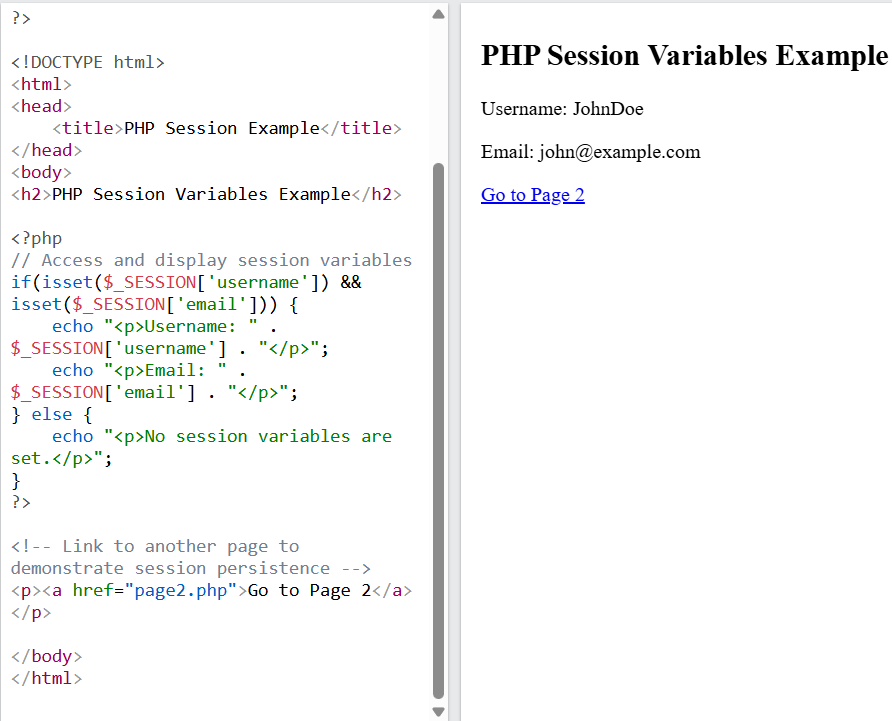 ?>
<!DOCTYPE html>
<html>
<head>
    <title>PHP Session Example</title>
</head>
<body>
<h2>PHP Session Variables Example</h2>
<?php
// Access and display session variables
if(isset($_SESSION['username']) &&
isset($_SESSION['email'])) {
    echo "<p>Username: " .
$_SESSION['username'] . "</p>";
    echo "<p>Email: " .
$_SESSION['email'] . "</p>";
} else {
    echo "<p>No session variables are
set.</p>";
}
?>
<!-- Link to another page to
demonstrate session persistence -->
<p><a href="page2.php">Go to Page 2</a>
</p>
</body>
</html>
PHP Session Variables Example
Username: JohnDoe
Email: john@example.com
Go to Page 2